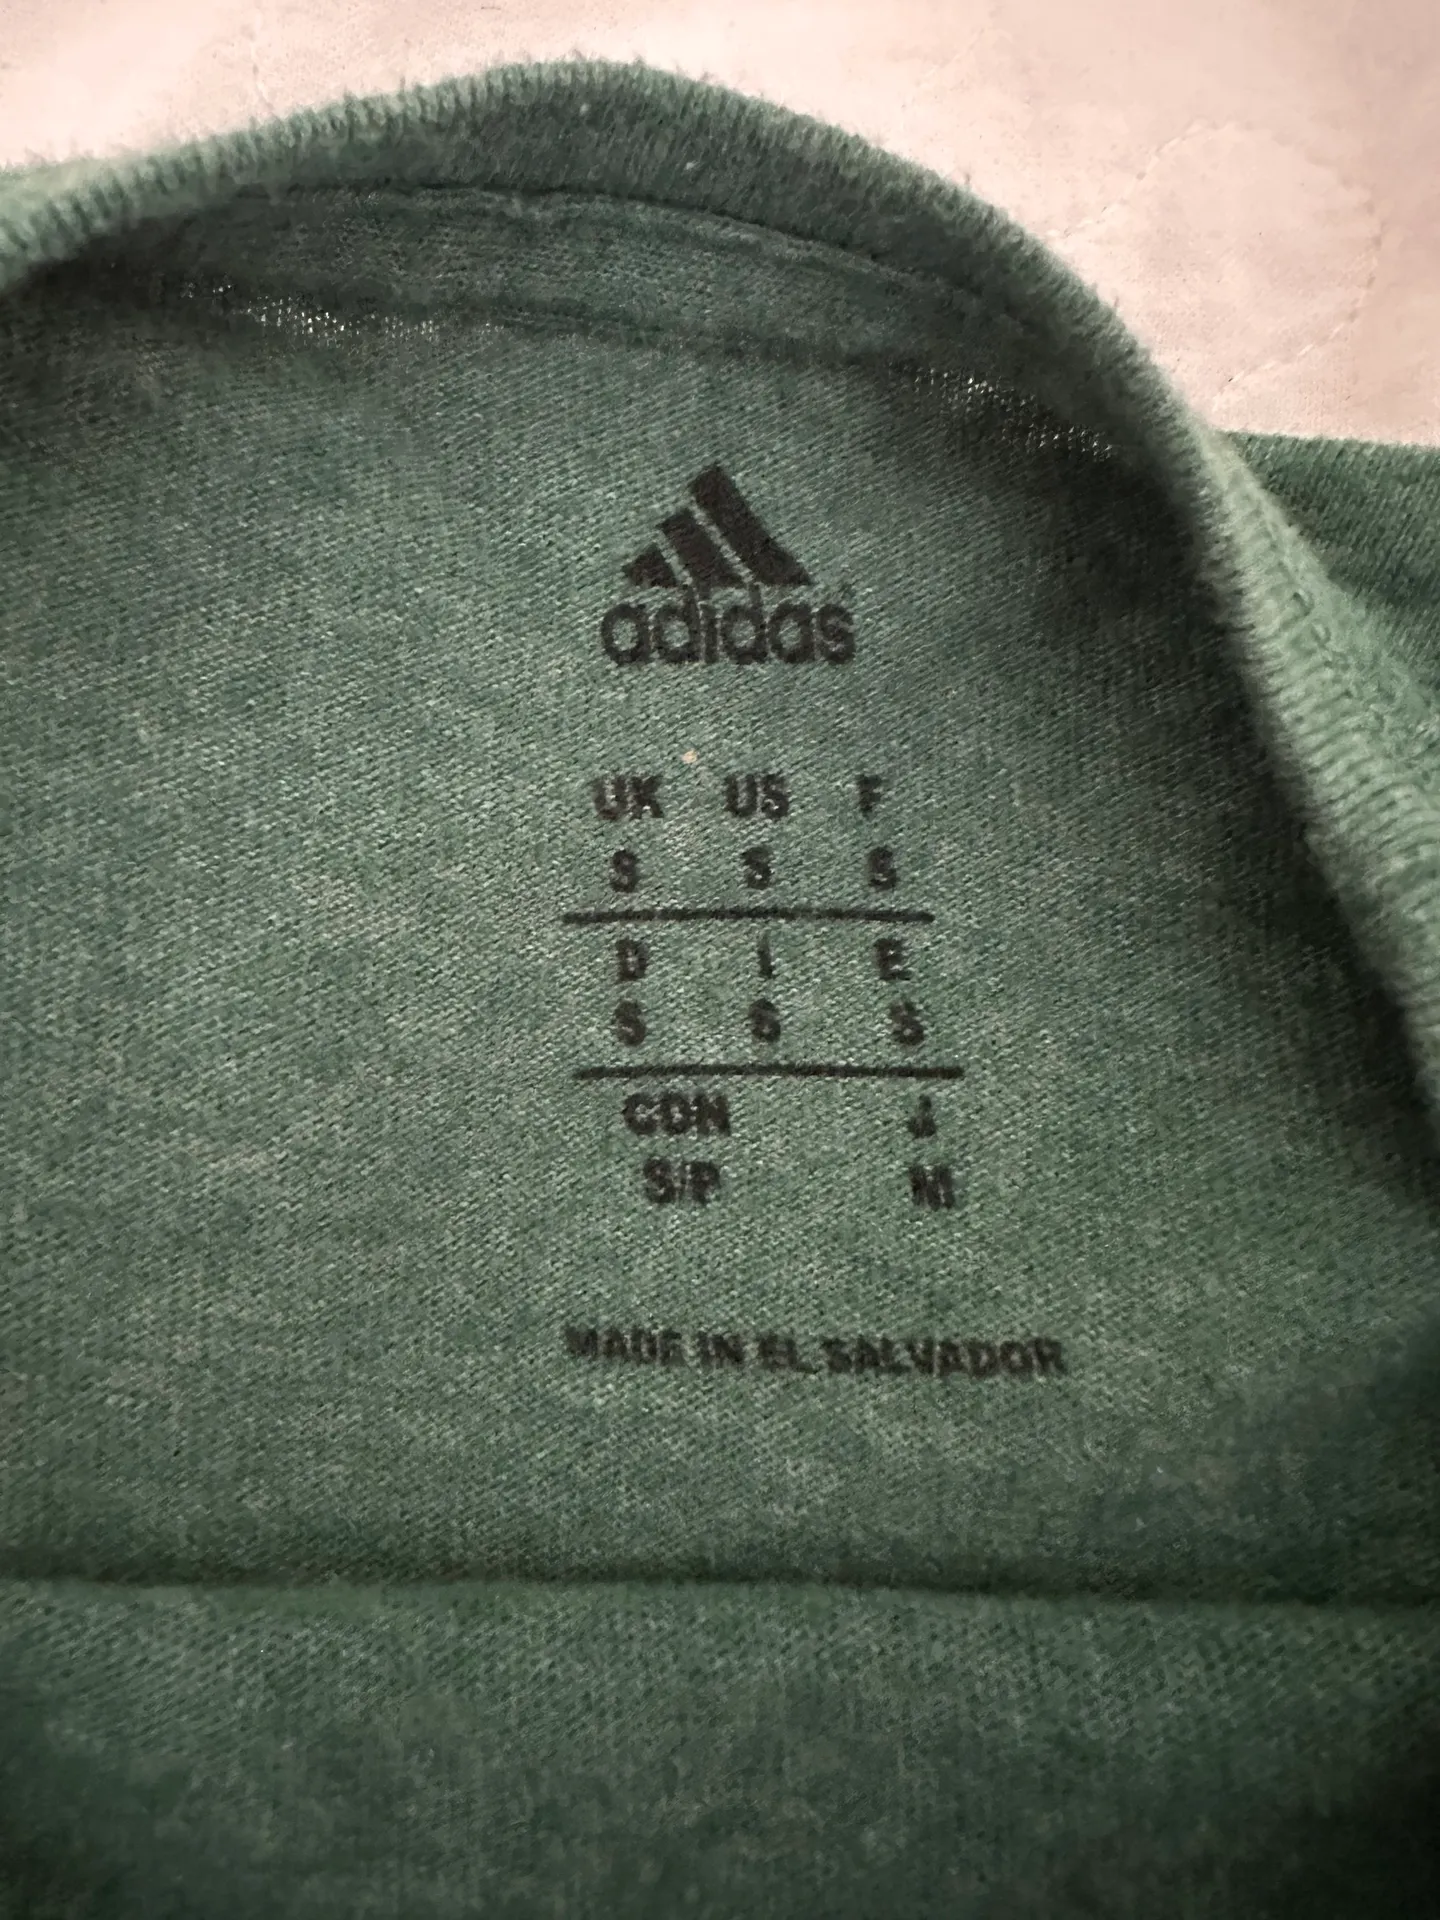 adidas
UK US F
S S S
D I E
S S S
CDN J
S/P M
MADE IN EL SALVADOR